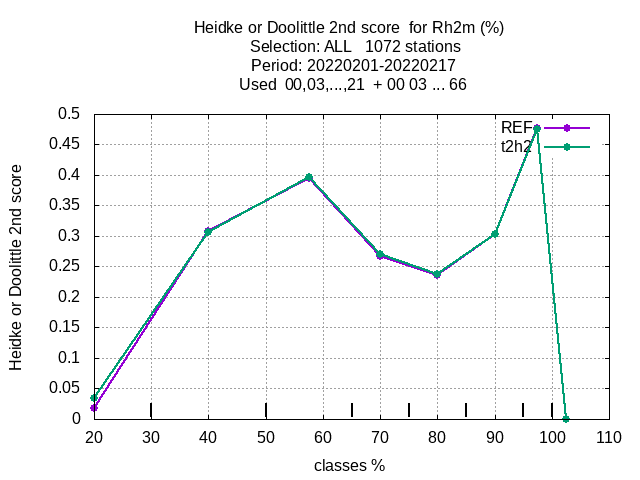 Heidke or Doolittle 2nd score  for Rh2m (%)
Selection: ALL   1072 stations
Period: 20220201-20220217
Used  00,03,...,21  + 00 03 ... 66
REF
t2h2
0.5
0.45
0.4
0.35
0.3
0.25
0.2
0.15
0.1
0.05
0
Heidke or Doolittle 2nd score
20 30 40 50 60 70 80 90 100 110
classes %